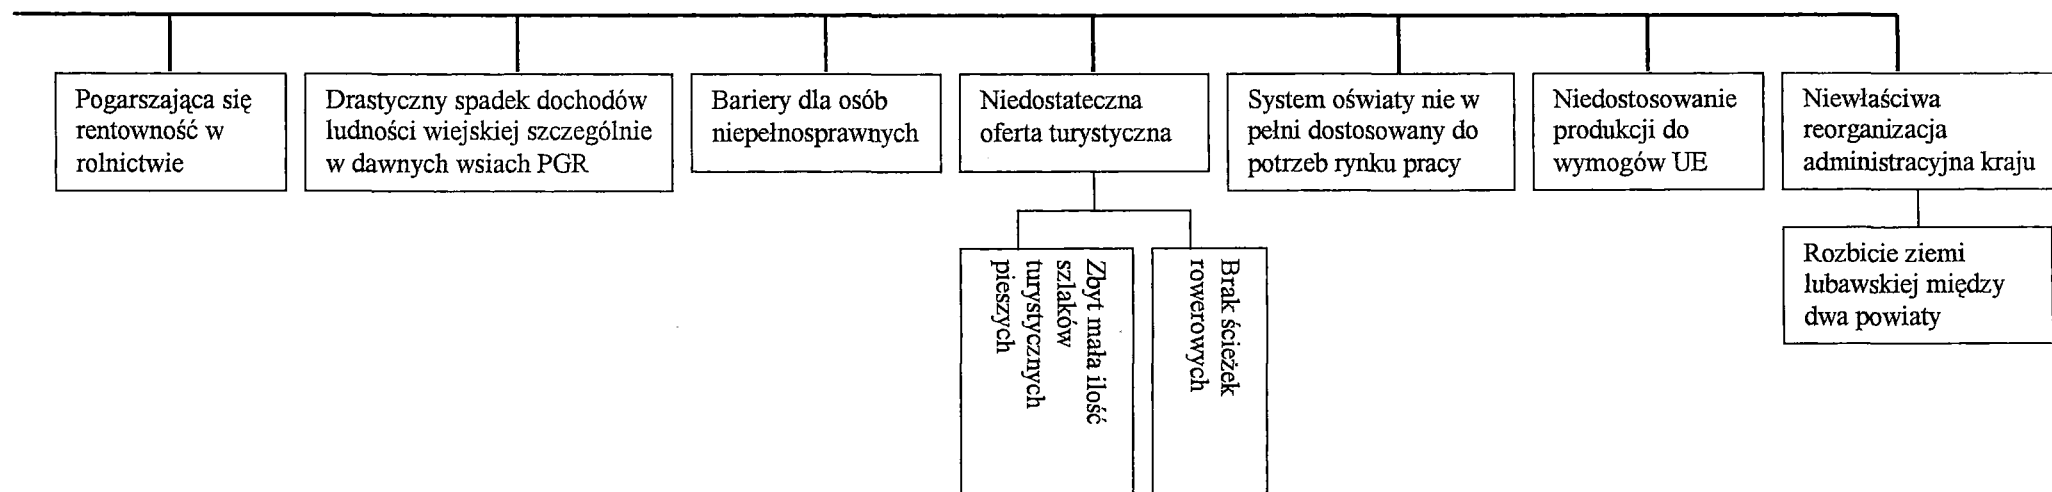 Pogarszająca się
rentowność w
rolnictwie
Drastyczny spadek dochodów
ludności wiejskiej szczególnie
w dawnych wsiach PGR
Bariery dla osób
niepełnosprawnych
Niedostateczna
oferta turystyczna
System oświaty nie w
pełni dostosowany do
potrzeb rynku pracy
Niedostosowanie
produkcji do
wymogów UE
Niewłaściwa
reorganizacja
administracyjna kraju
Zbyt mała ilość
szlaków
turystycznych
pieszych
Brak ścieżek
rowerowych
Rozbicie ziemi
lubawskiej między
dwa powiaty